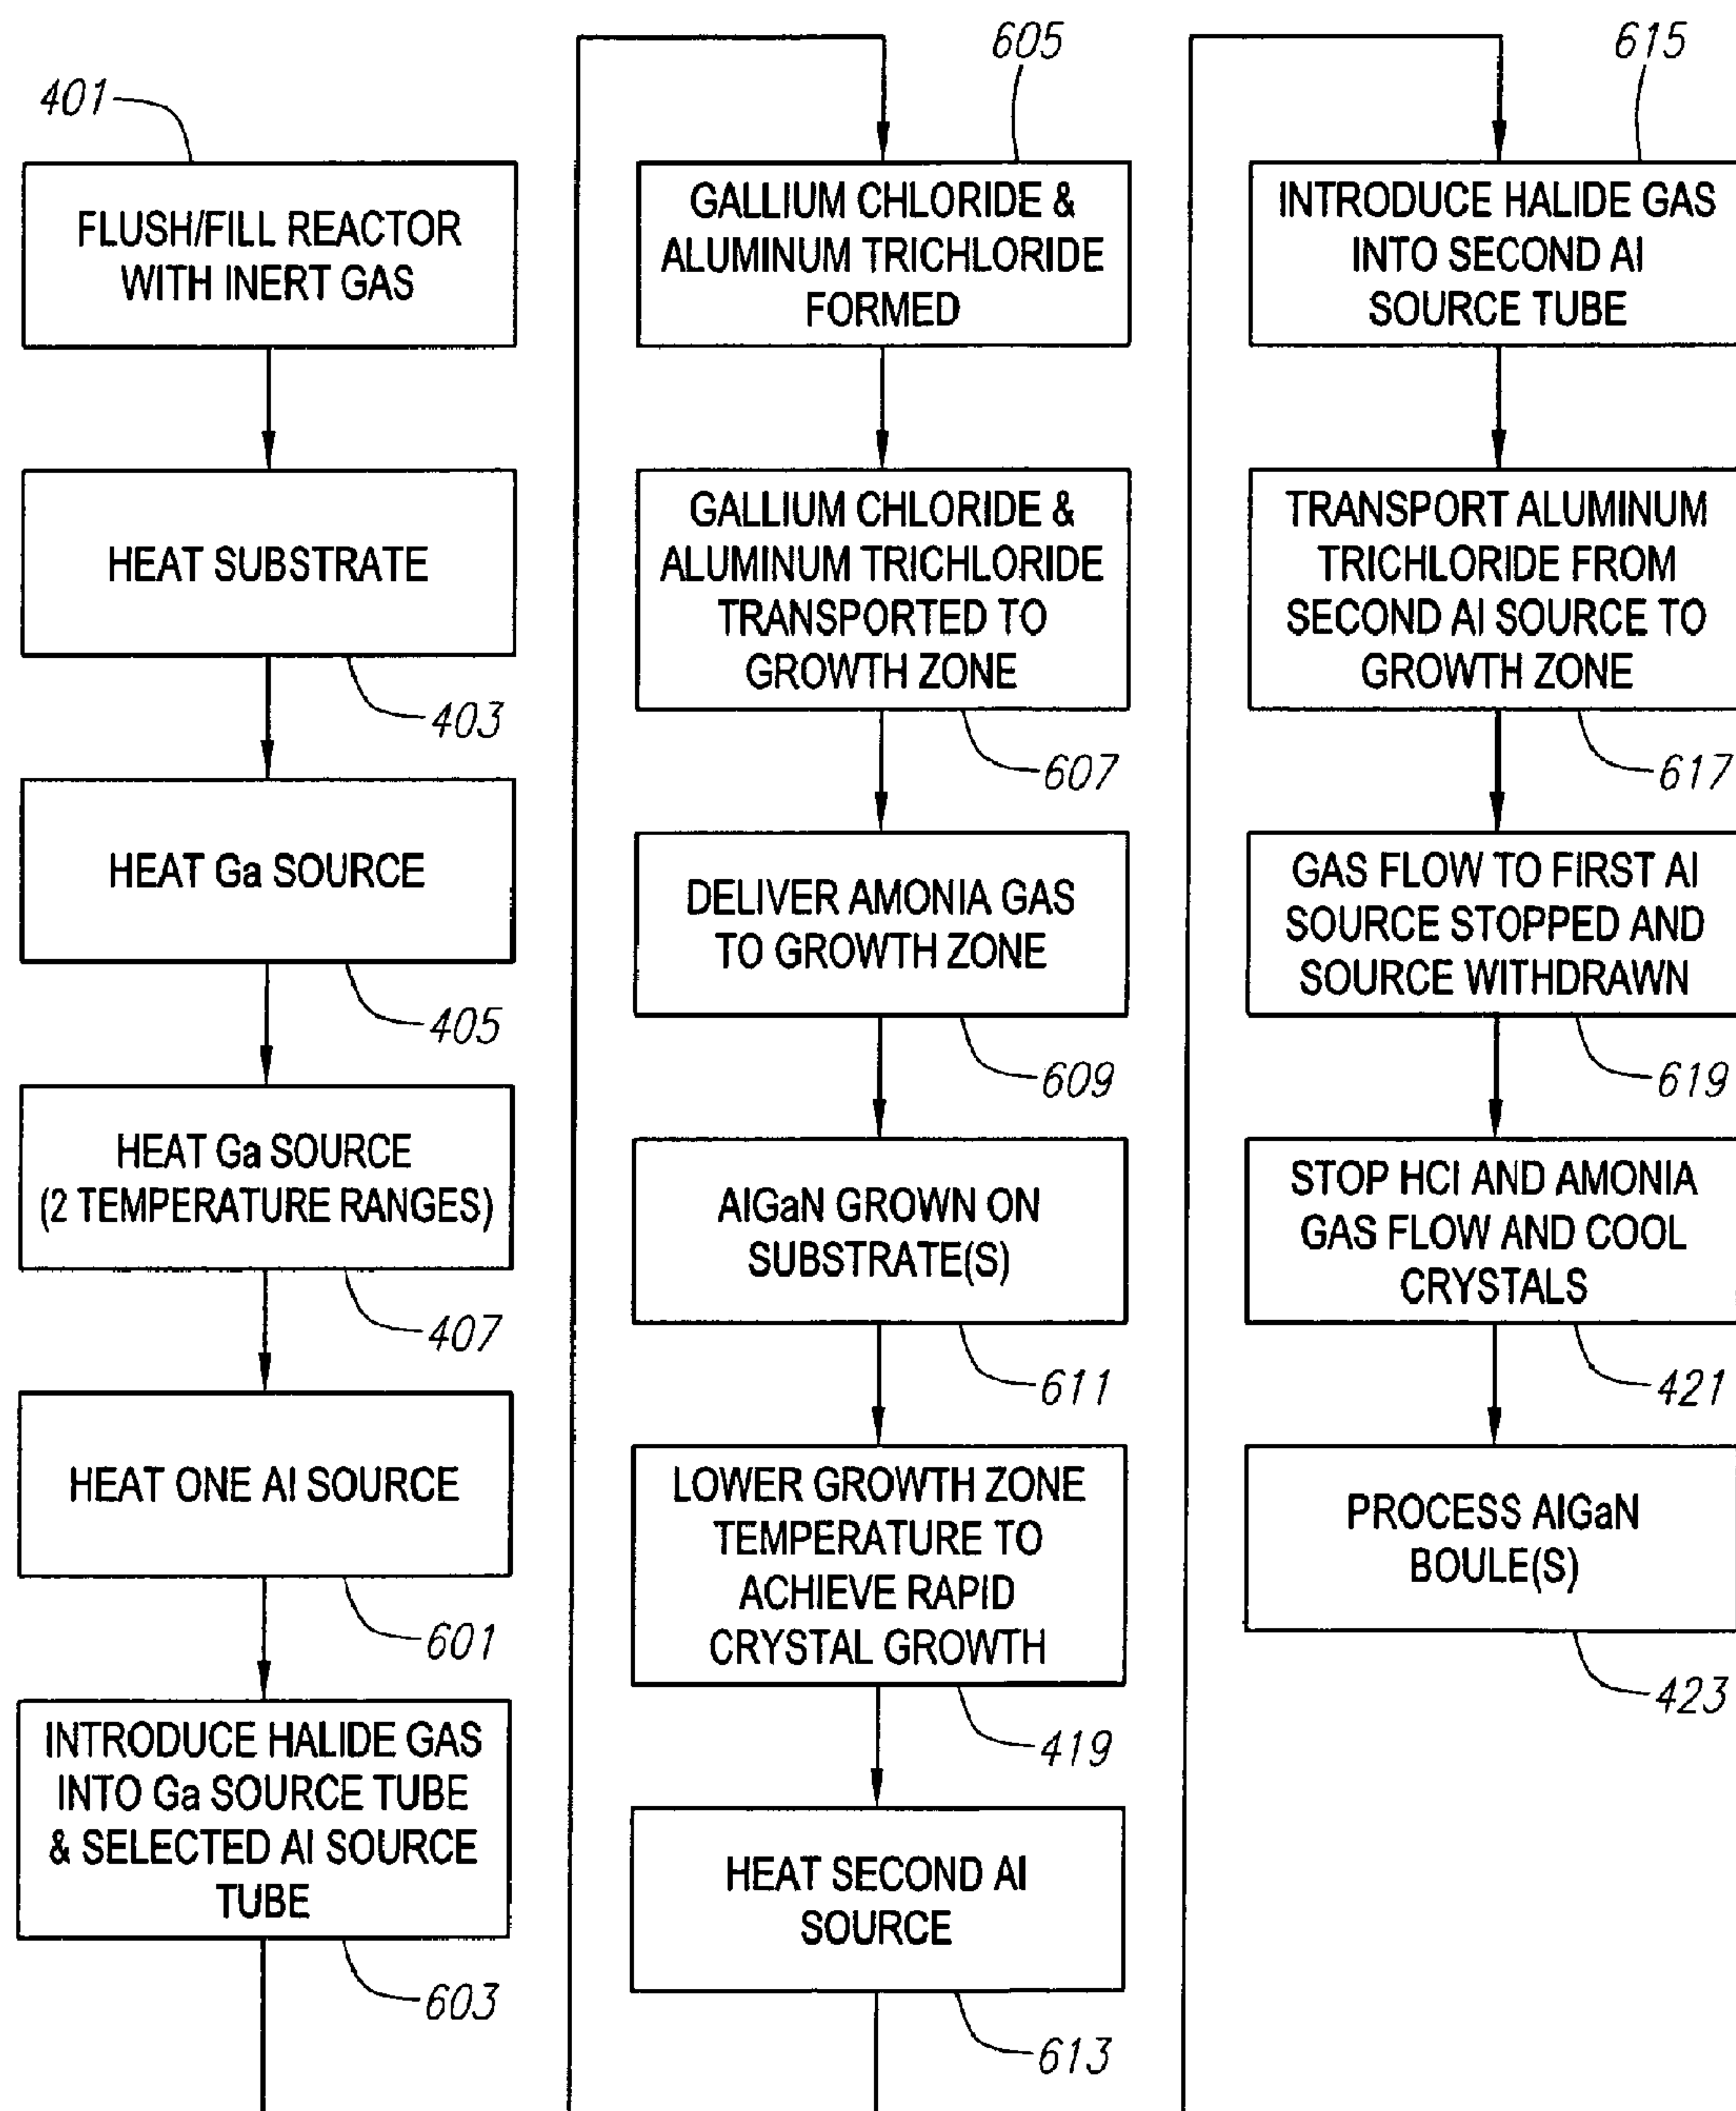 401
FLUSH/FILL REACTOR
WITH INERT GAS
HEAT SUBSTRATE
403
HEAT Ga SOURCE
405
HEAT Ga SOURCE
(2 TEMPERATURE RANGES)
407
HEAT ONE Al SOURCE
601
INTRODUCE HALIDE GAS
INTO Ga SOURCE TUBE
& SELECTED Al SOURCE
TUBE
603
605
GALLIUM CHLORIDE &
ALUMINUM TRICHLORIDE
FORMED
GALLIUM CHLORIDE &
ALUMINUM TRICHLORIDE
TRANSPORTED TO
GROWTH ZONE
607
DELIVER AMONIA GAS
TO GROWTH ZONE
609
AlGaN GROWN ON
SUBSTRATE(S)
611
LOWER GROWTH ZONE
TEMPERATURE TO
ACHIEVE RAPID
CRYSTAL GROWTH
419
HEAT SECOND Al
SOURCE
613
615
INTRODUCE HALIDE GAS
INTO SECOND Al
SOURCE TUBE
TRANSPORT ALUMINUM
TRICHLORIDE FROM
SECOND Al SOURCE TO
GROWTH ZONE
617
GAS FLOW TO FIRST Al
SOURCE STOPPED AND
SOURCE WITHDRAWN
619
STOP HCl AND AMONIA
GAS FLOW AND COOL
CRYSTALS
421
PROCESS AlGaN
BOULE(S)
423